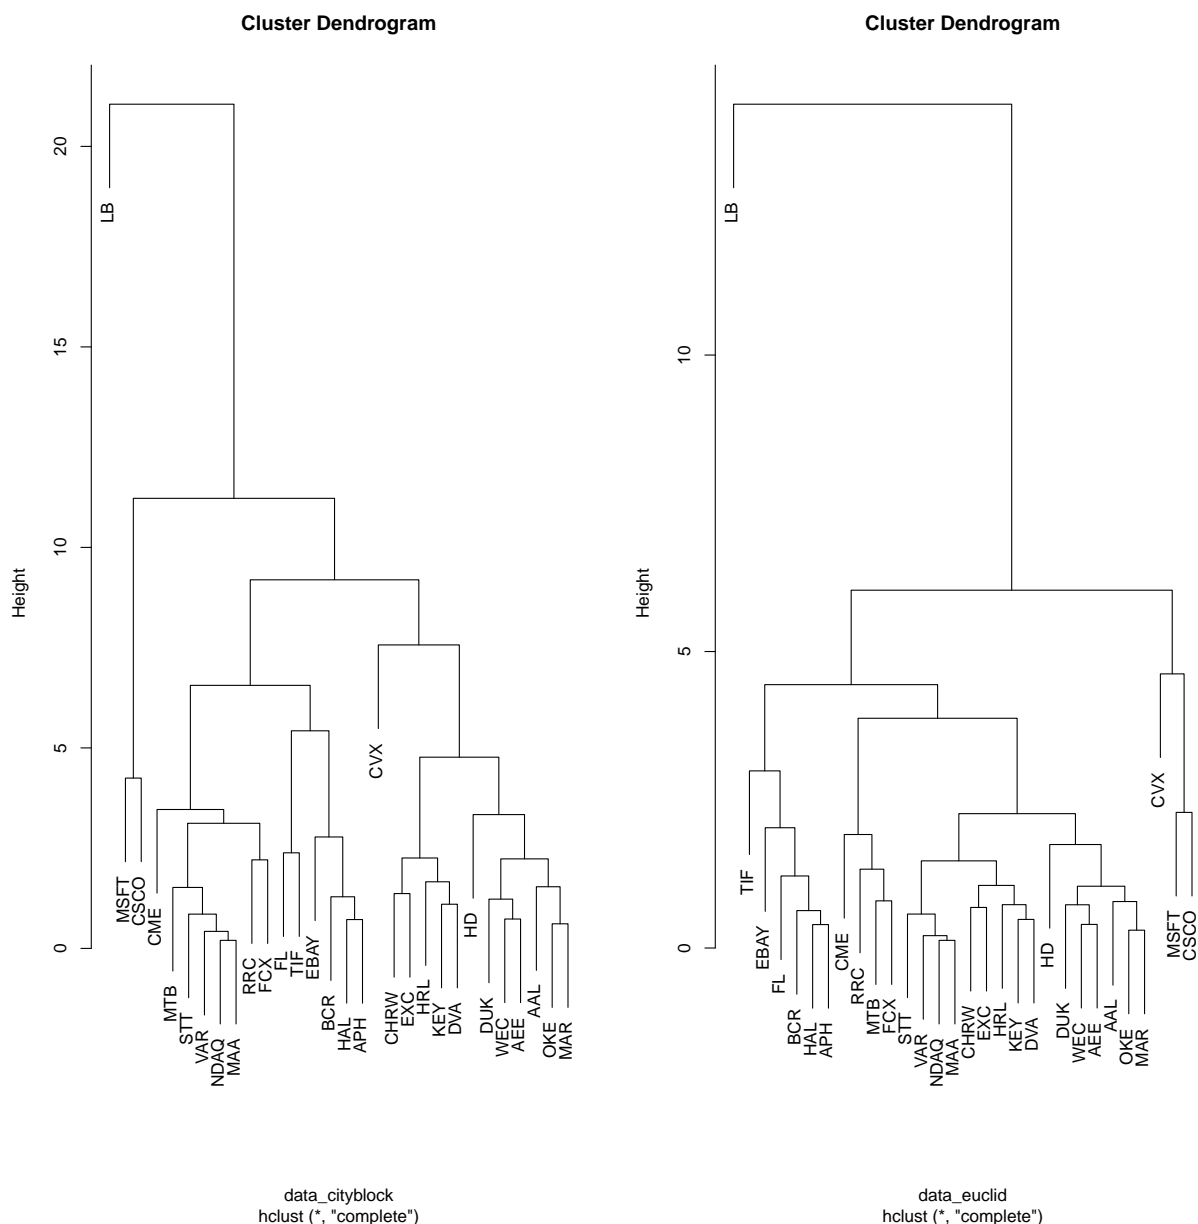 Cluster Dendrogram
Height
20
15
10
5
0
LB
MSFT
CSCO
CME
MTB
STT
VAR
NDAQ
MAA
RRC
FCX
FL
TIF
EBAY
BCR
HAL
APH
CVX
CHRW
EXC
HRL
KEY
DVA
HD
DUK
WEC
AEE
AAL
OKE
MAR
data_cityblock
hclust (*, "complete")
Cluster Dendrogram
Height
10
5
0
LB
TIF
EBAY
FL
BCR
HAL
APH
CME
RRC
MTB
FCX
STT
VAR
NDAQ
MAA
CHRW
EXC
HRL
KEY
DVA
HD
DUK
WEC
AEE
AAL
OKE
MAR
CVX
MSFT
CSCO
data_euclid
hclust (*, "complete")